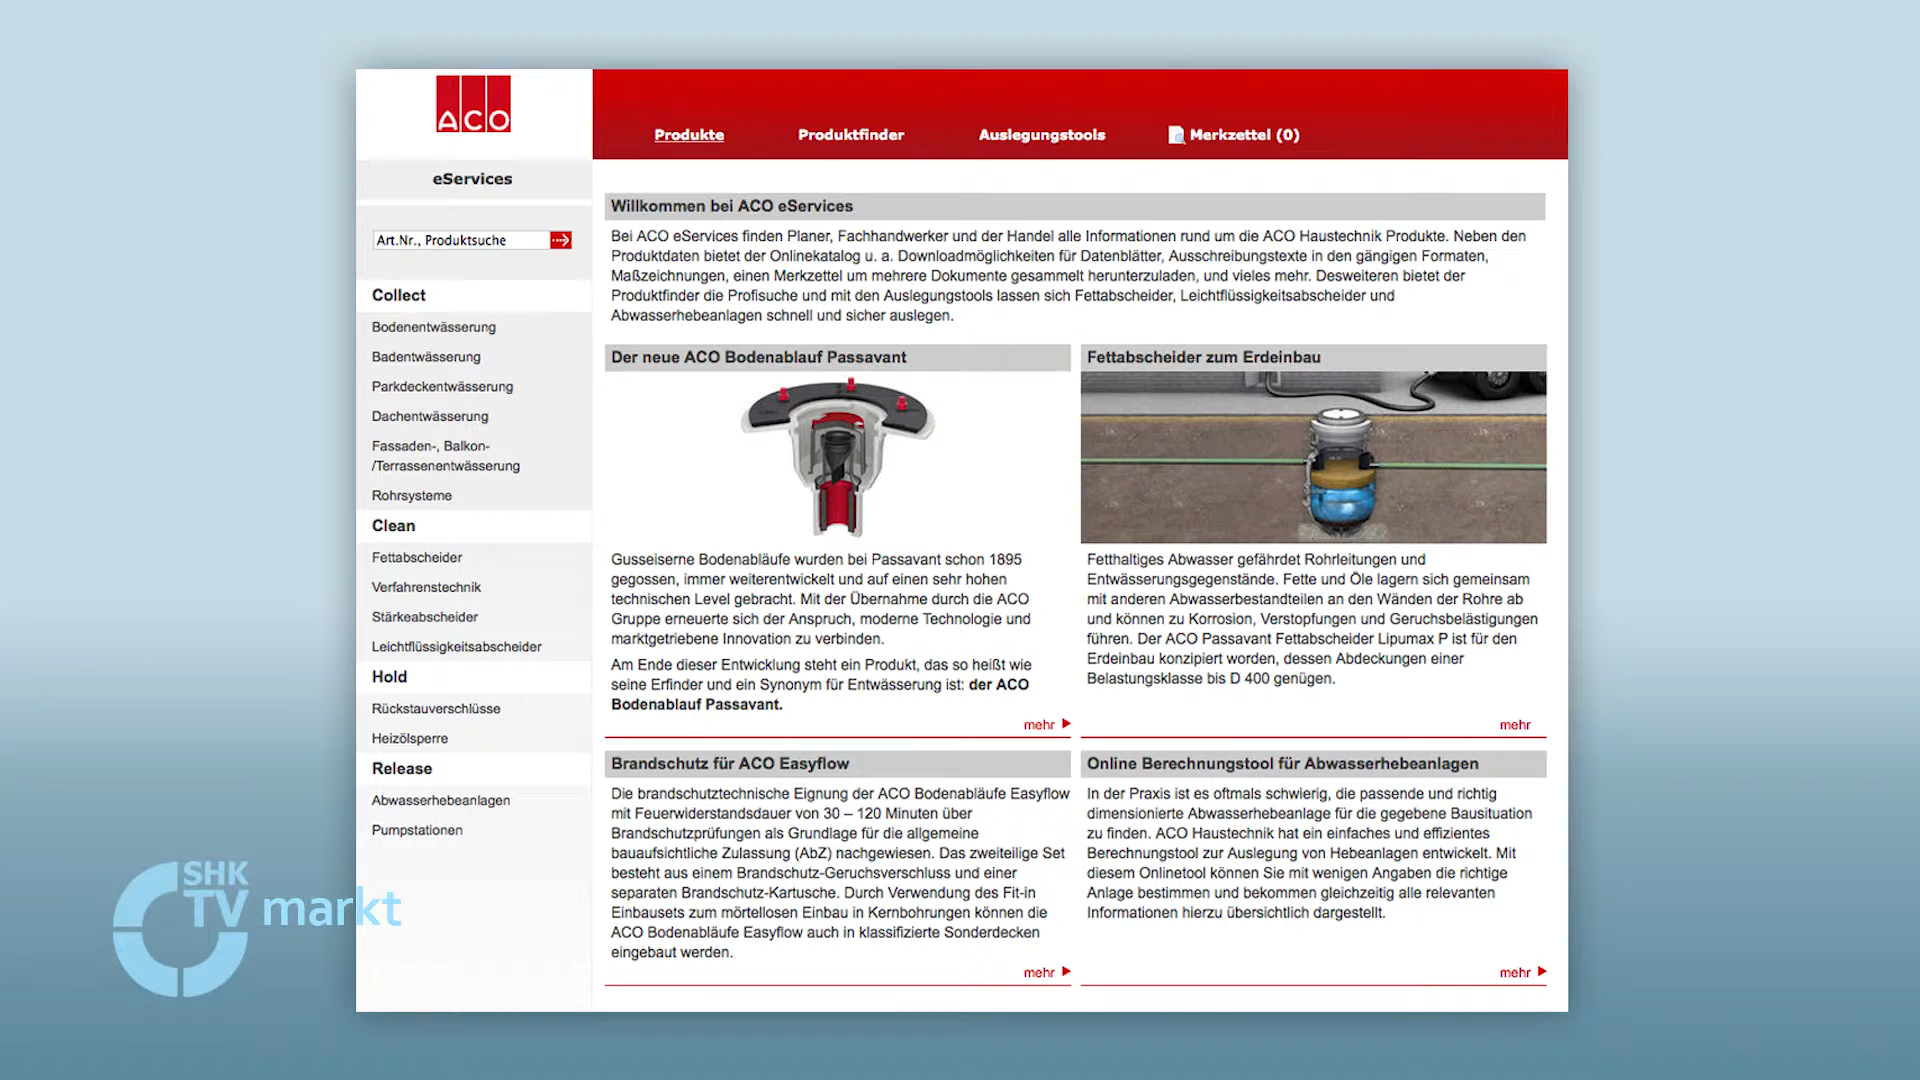 ACO
Produkte
Produktfinder
Auslegungstools
Merkzettel (0)
eServices
Art.Nr., Produktsuche
Collect
Bodenentwässerung
Badentwässerung
Parkdeckentwässerung
Dachentwässerung
Fassaden-, Balkon-
/Terrassenentwässerung
Rohrsysteme
Clean
Fettabscheider
Verfahrenstechnik
Stärkeabscheider
Leichtflüssigkeitsabscheider
Hold
Rückstauverschlüsse
Heizölsperre
Release
Abwasserhebeanlagen
Pumpstationen
Willkommen bei ACO eServices
Bei ACO eServices finden Planer, Fachhandwerker und der Handel alle Informationen rund um die ACO Haustechnik Produkte. Neben den
Produktdaten bietet der Onlinekatalog u. a. Downloadmöglichkeiten für Datenblätter, Ausschreibungstexte in den gängigen Formaten,
Maßzeichnungen, einen Merkzettel um mehrere Dokumente gesammelt herunterzuladen, und vieles mehr. Desweiteren bietet der
Produktfinder die Profisuche und mit den Auslegungstools lassen sich Fettabscheider, Leichtflüssigkeitsabscheider und
Abwasserhebeanlagen schnell und sicher auslegen.
Der neue ACO Bodenablauf Passavant
Gusseiserne Bodenabläufe wurden bei Passavant schon 1895
gegossen, immer weiterentwickelt und auf einen sehr hohen
technischen Level gebracht. Mit der Übernahme durch die ACO
Gruppe erneuerte sich der Anspruch, moderne Technologie und
marktgetriebene Innovation zu verbinden.
Am Ende dieser Entwicklung steht ein Produkt, das so heißt wie
seine Erfinder und ein Synonym für Entwässerung ist: der ACO
Bodenablauf Passavant.
mehr
Fettabscheider zum Erdeinbau
Fetthaltiges Abwasser gefährdet Rohrleitungen und
Entwässerungsgegenstände. Fette und Öle lagern sich gemeinsam
mit anderen Abwasserbestandteilen an den Wänden der Rohre ab
und können zu Korrosion, Verstopfungen und Geruchsbelästigungen
führen. Der ACO Passavant Fettabscheider Lipumax P ist für den
Erdeinbau konzipiert worden, dessen Abdeckungen einer
Belastungsklasse bis D 400 genügen.
mehr
Brandschutz für ACO Easyflow
Die brandschutztechnische Eignung der ACO Bodenabläufe Easyflow
mit Feuerwiderstandsdauer von 30 – 120 Minuten über
Brandschutzprüfungen als Grundlage für die allgemeine
bauaufsichtliche Zulassung (AbZ) nachgewiesen. Das zweiteilige Set
besteht aus einem Brandschutz-Geruchsverschluss und einer
separaten Brandschutz-Kartusche. Durch Verwendung des Fit-in
Einbausets zum mörtellosen Einbau in Kernbohrungen können die
ACO Bodenabläufe Easyflow auch in klassifizierte Sonderdecken
eingebaut werden.
mehr
Online Berechnungstool für Abwasserhebeanlagen
In der Praxis ist es oftmals schwierig, die passende und richtig
dimensionierte Abwasserhebeanlage für die gegebene Bausituation
zu finden. ACO Haustechnik hat ein einfaches und effizientes
Berechnungstool zur Auslegung von Hebeanlagen entwickelt. Mit
diesem Onlinetool können Sie mit wenigen Angaben die richtige
Anlage bestimmen und bekommen gleichzeitig alle relevanten
Informationen hierzu übersichtlich dargestellt.
mehr
SHK
TV markt